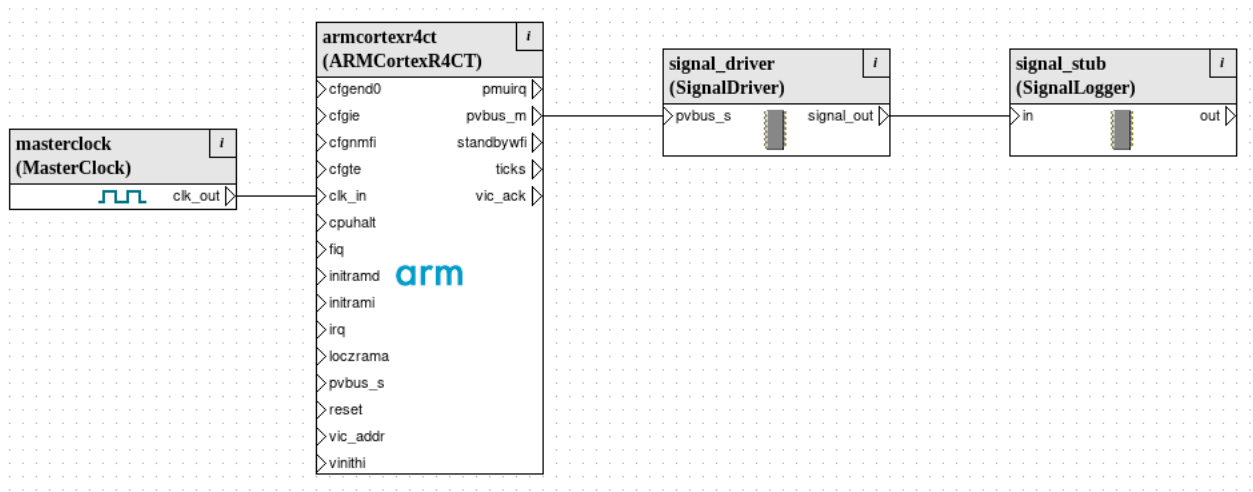 masterclock
(MasterClock)
i
clk_out
armcortexr4ct
(ARMCortexR4CT)
i
cfgend0
pmuirq
cfgie
pvbus_m
cfgnmfi
standbywfi
cfgte
ticks
clk_in
vic_ack
cpuhalt
fiq
initramd
arm
initrami
irq
loczrama
pvbus_s
reset
vic_addr
vinithi
signal_driver
(SignalDriver)
i
pvbus_s
signal_out
signal_stub
(SignalLogger)
i
in
out